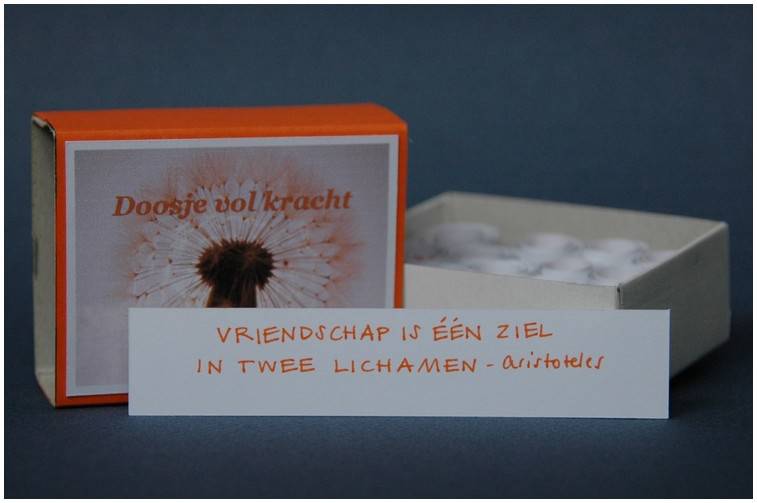 Doosje vol kracht
VRIENDSCHAP IS ÉÉN ZIEL
IN TWEE LICHAMEN - aristoteles